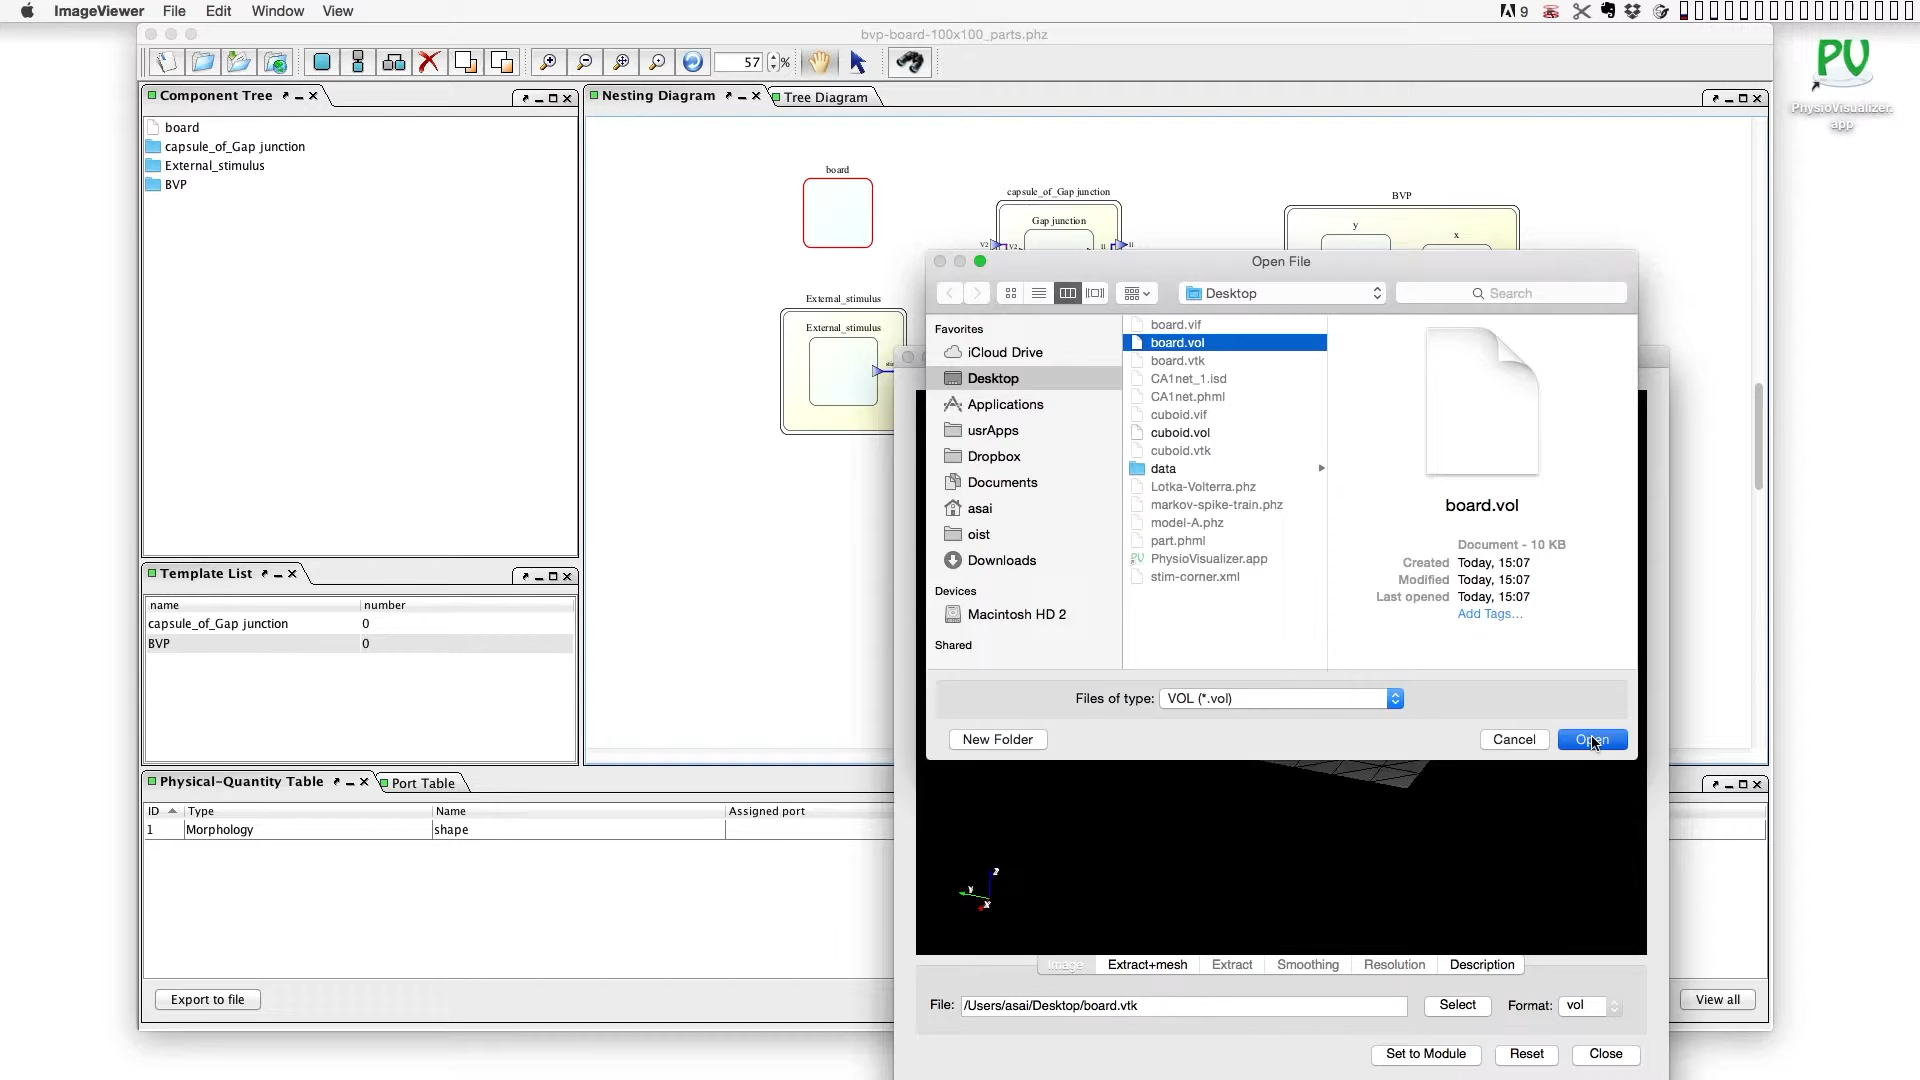 ImageViewer File Edit Window View
9
bvp-board-100x100_parts.phz
PhysioVisualizer.
app
57 %
Component Tree
board
capsule_of_Gap junction
External_stimulus
BVP
Nesting Diagram Tree Diagram
board
capsule_of_Gap junction
Gap junction
V2 V2
BVP
y
x
External_stimulus
External_stimulus
Open File
Desktop
Search
Favorites
iCloud Drive
Desktop
Applications
usrApps
Dropbox
Documents
asai
oist
Downloads
Devices
Macintosh HD 2
Shared
board.vif
board.vol
board.vtk
CA1net_1.isd
CA1net.phml
cuboid.vif
cuboid.vol
cuboid.vtk
data
Lotka-Volterra.phz
markov-spike-train.phz
model-A.phz
part.phml
PhysioVisualizer.app
stim-corner.xml
board.vol
Document - 10 KB
Created Today, 15:07
Modified Today, 15:07
Last opened Today, 15:07
Add Tags...
Files of type: VOL (*.vol)
New Folder Cancel Open
Template List
name number
capsule_of_Gap junction 0
BVP 0
Physical-Quantity Table Port Table
ID Type Name Assigned port
1 Morphology shape
Export to file
View all
z
y
x
Image Extract+mesh Extract Smoothing Resolution Description
File: /Users/asai/Desktop/board.vtk Select Format: vol
Set to Module Reset Close